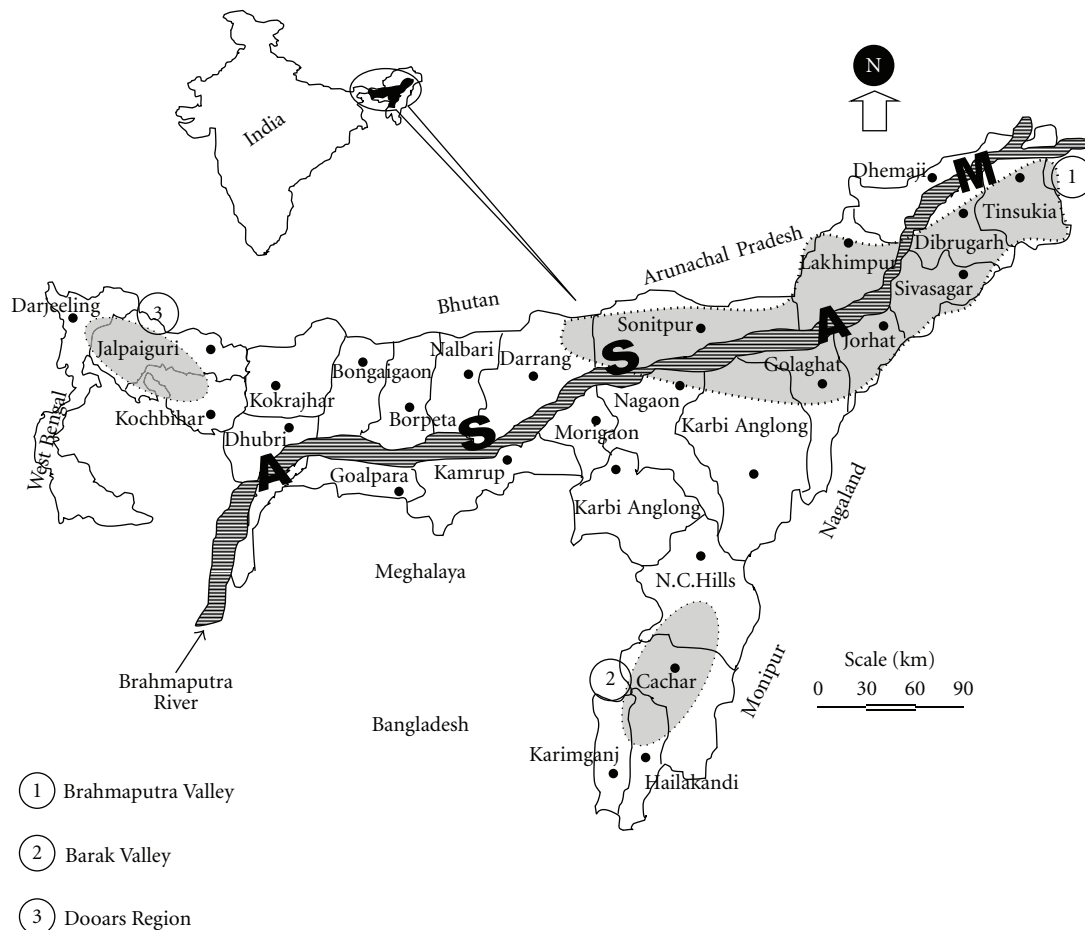 India
N
Dhemaji
M
1
Tinsukia
Dibrugarh
Arunachal Pradesh
Lakhimpur
Sivasagar
Bhutan
Darjeeling
3
Sonitpur
A
Jorhat
Jalpaiguri
Nalbari
Darrang
S
Golaghat
Bongaigaon
Kokrajhar
Nagaon
Kochbihar
Borpeta
Karbi Anglong
West Bengal
Dhubri
S
Morigaon
A
Goalpara
Kamrup
Karbi Anglong
Nagaland
Meghalaya
N.C.Hills
Brahmaputra
River
2
Cachar
Monipur
Scale (km)
0 30 60 90
Bangladesh
Karimganj
Hailakandi
1 Brahmaputra Valley
2 Barak Valley
3 Dooars Region